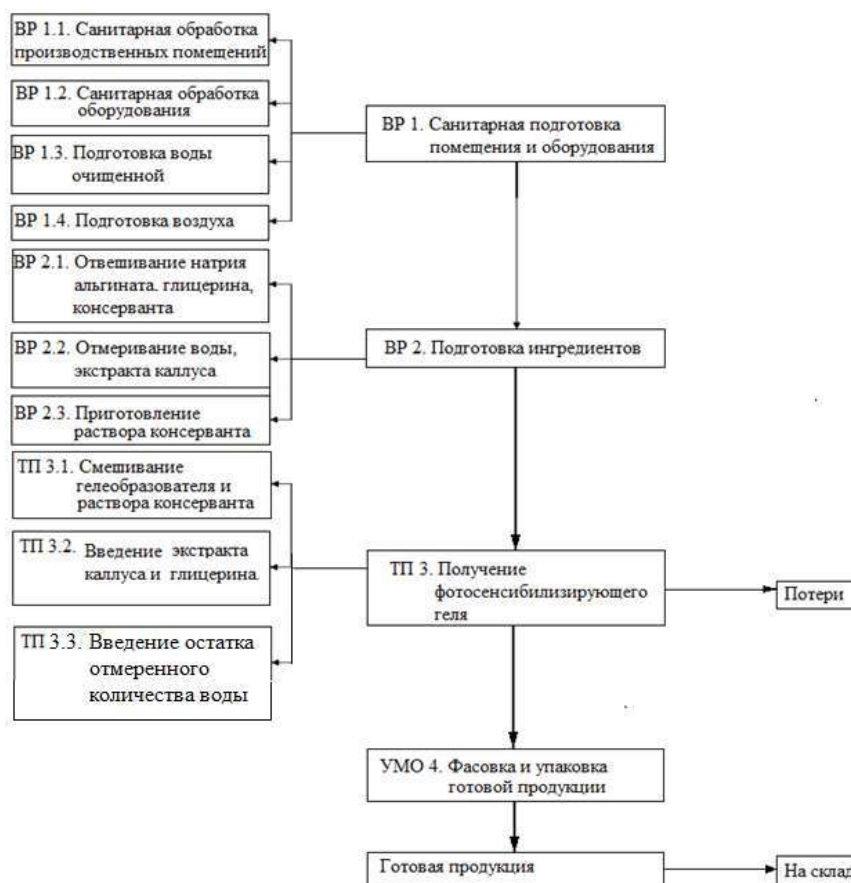 ВР 1.1. Санитарная обработка
производственных помещений
ВР 1.2. Санитарная обработка
оборудования
ВР 1.3. Подготовка воды
очищенной
ВР 1.4. Подготовка воздуха
ВР 1. Санитарная подготовка
помещения и оборудования
ВР 2.1. Отвешивание натрия
альгината, глицерина,
консерванта
ВР 2.2. Отмеривание воды,
экстракта каллуса
ВР 2.3. Приготовление
раствора консерванта
ВР 2. Подготовка ингредиентов
ТП 3.1. Смешивание
гелеобразователя и
раствора консерванта
ТП 3.2. Введение экстракта
каллуса и глицерина.
ТП 3.3. Введение остатка
отмеренного
количества воды
ТП 3. Получение
фотосенсибилизирующего
геля
Потери
УМО 4. Фасовка и упаковка
готовой продукции
Готовая продукция
На склад